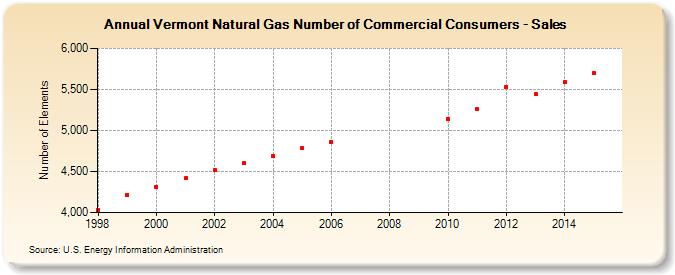 Annual Vermont Natural Gas Number of Commercial Consumers - Sales
Number of Elements
6,000
5,500
5,000
4,500
4,000
1998 2000 2002 2004 2006 2008 2010 2012 2014
Source: U.S. Energy Information Administration